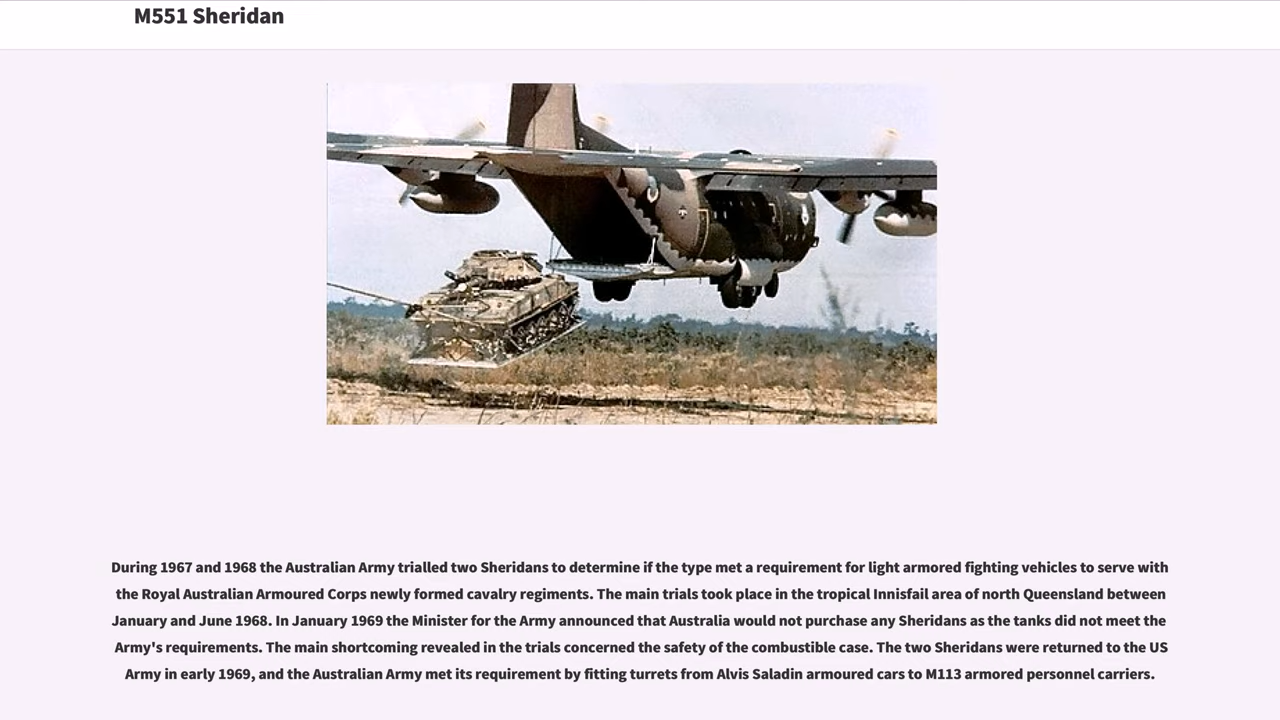 M551 Sheridan
During 1967 and 1968 the Australian Army trialled two Sheridans to determine if the type met a requirement for light armored fighting vehicles to serve with
the Royal Australian Armoured Corps newly formed cavalry regiments. The main trials took place in the tropical Innisfail area of north Queensland between
January and June 1968. In January 1969 the Minister for the Army announced that Australia would not purchase any Sheridans as the tanks did not meet the
Army's requirements. The main shortcoming revealed in the trials concerned the safety of the combustible case. The two Sheridans were returned to the US
Army in early 1969, and the Australian Army met its requirement by fitting turrets from Alvis Saladin armoured cars to M113 armored personnel carriers.